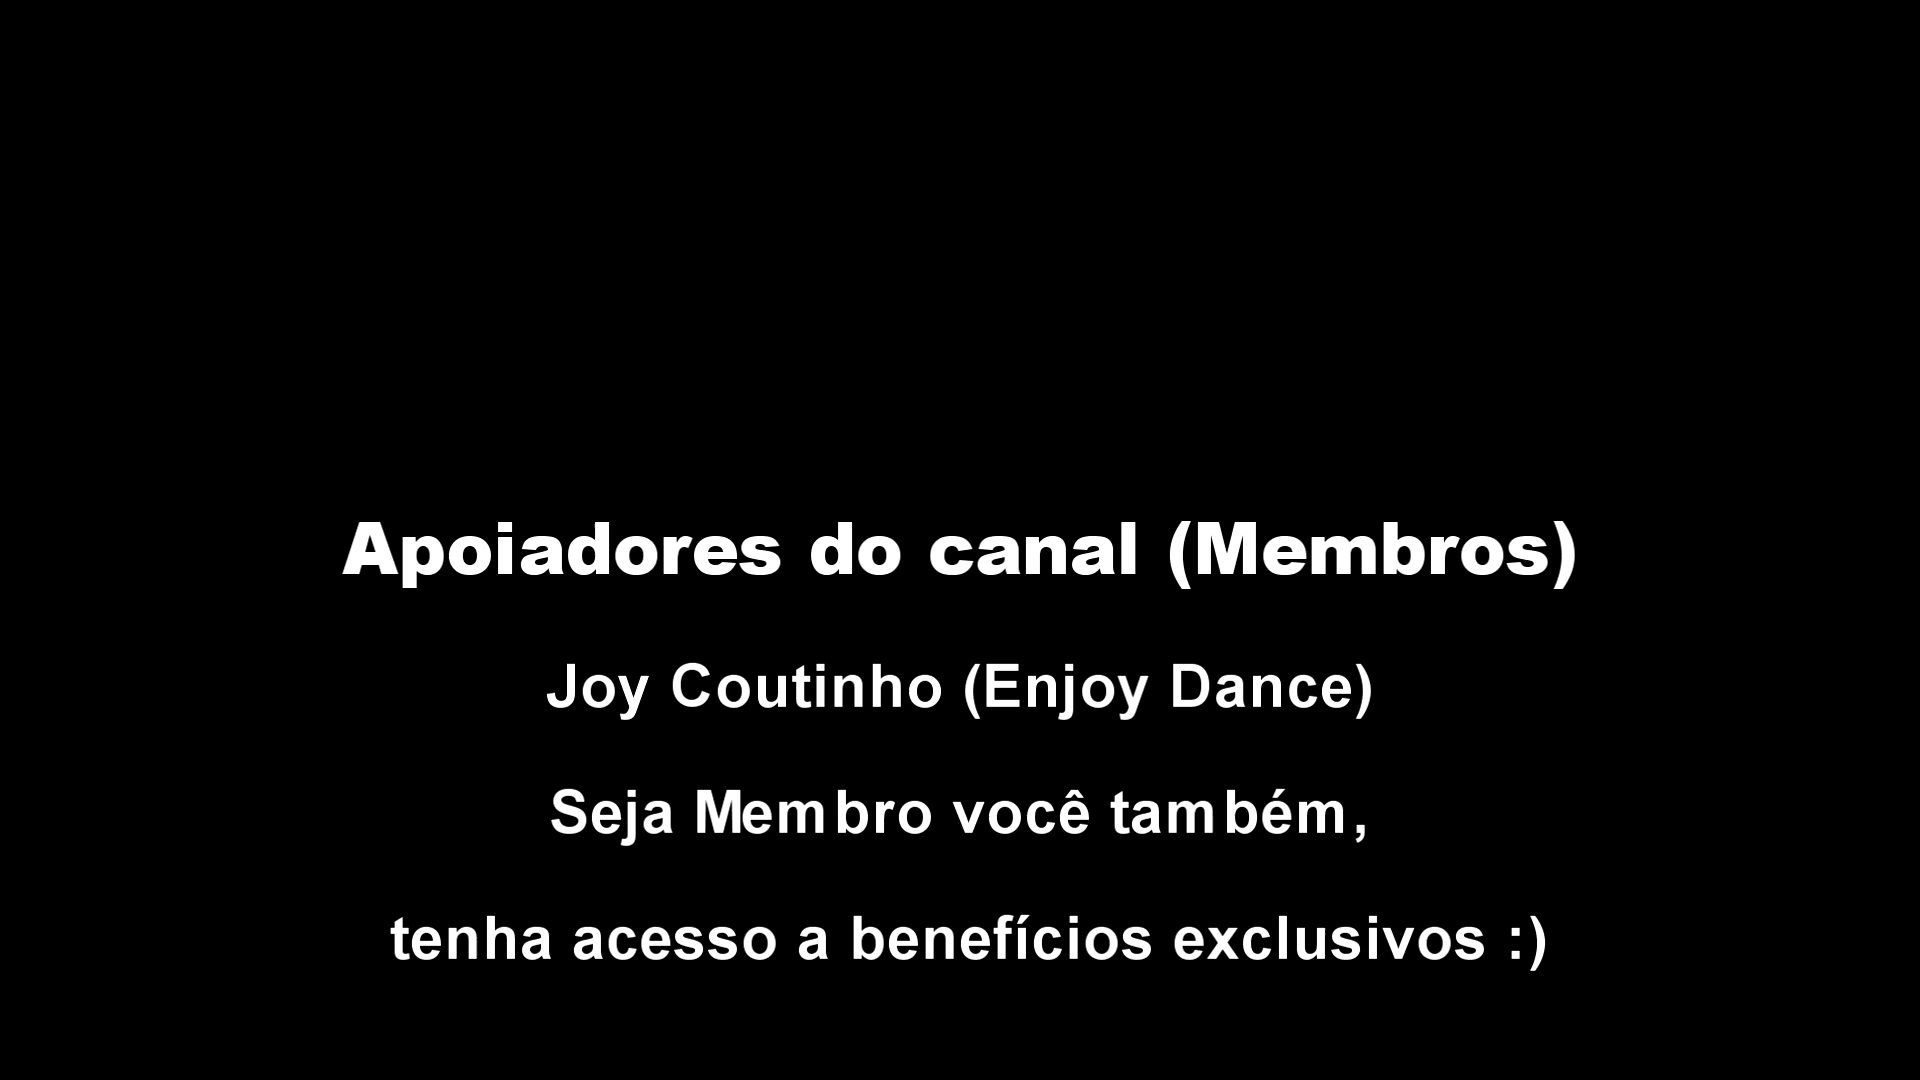 Apoiadores do canal (Membros)
Joy Coutinho (Enjoy Dance)
Seja Membro você também,
tenha acesso a benefícios exclusivos :)